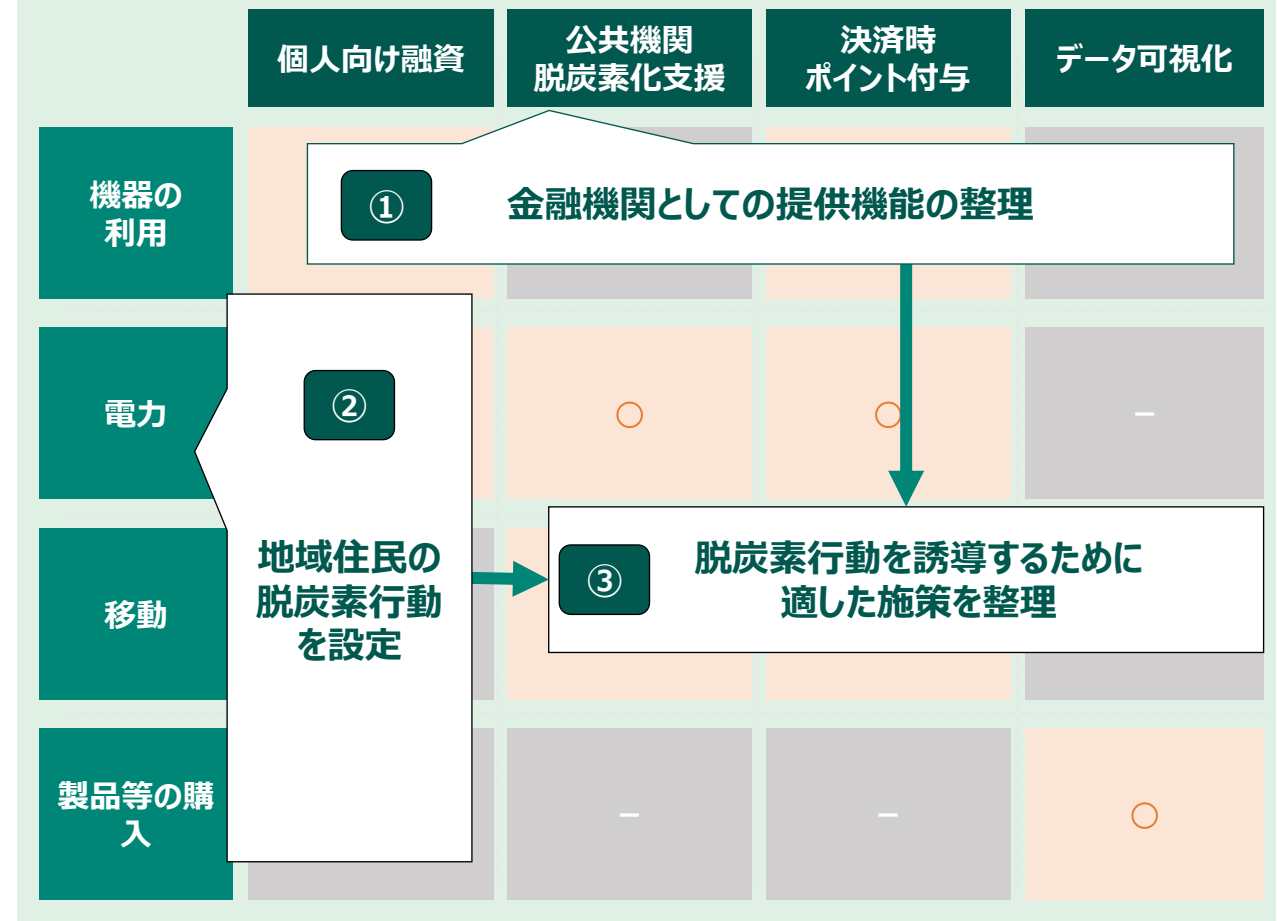 個人向け融資
公共機関
脱炭素化支援
決済時
ポイント付与
データ可視化
機器の
利用
①
金融機関としての提供機能の整理
電力
②
○
○
－
地域住民の
脱炭素行動
を設定
移動
③
脱炭素行動を誘導するために
適した施策を整理
製品等の購
入
－
－
○